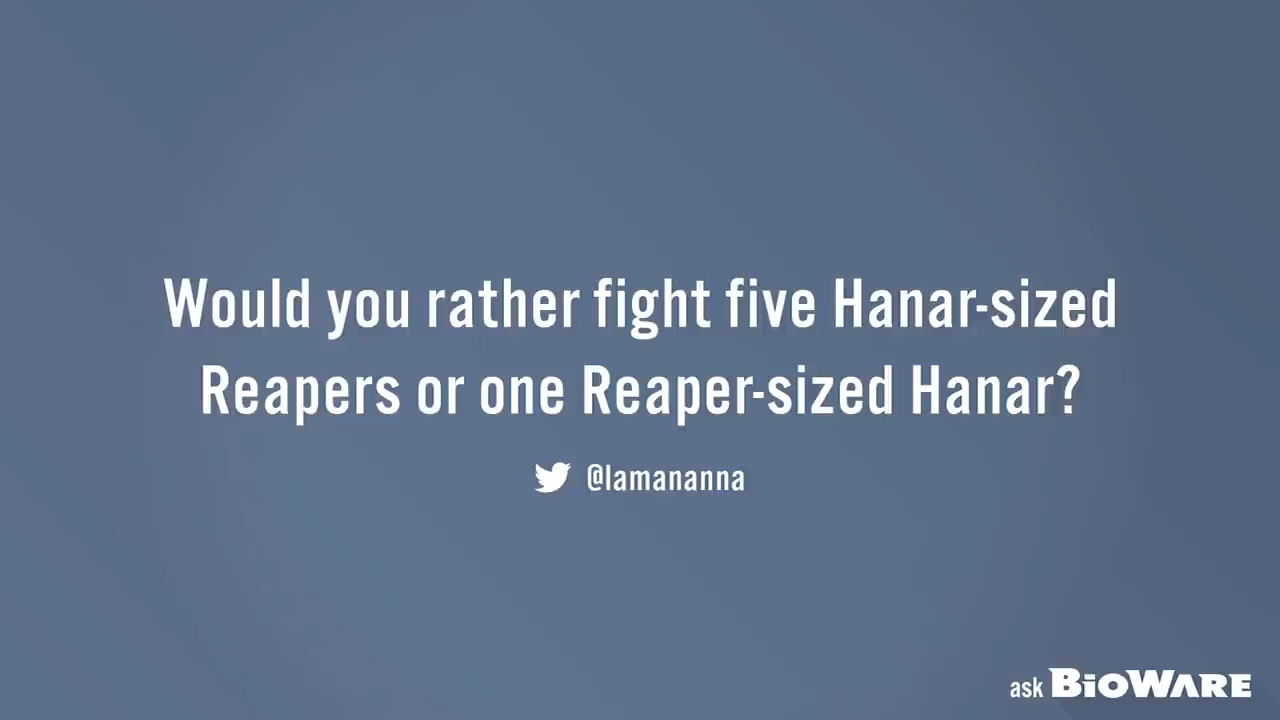 Would you rather fight five Hanar-sized
Reapers or one Reaper-sized Hanar?
@lamananna
ask BIOWARE